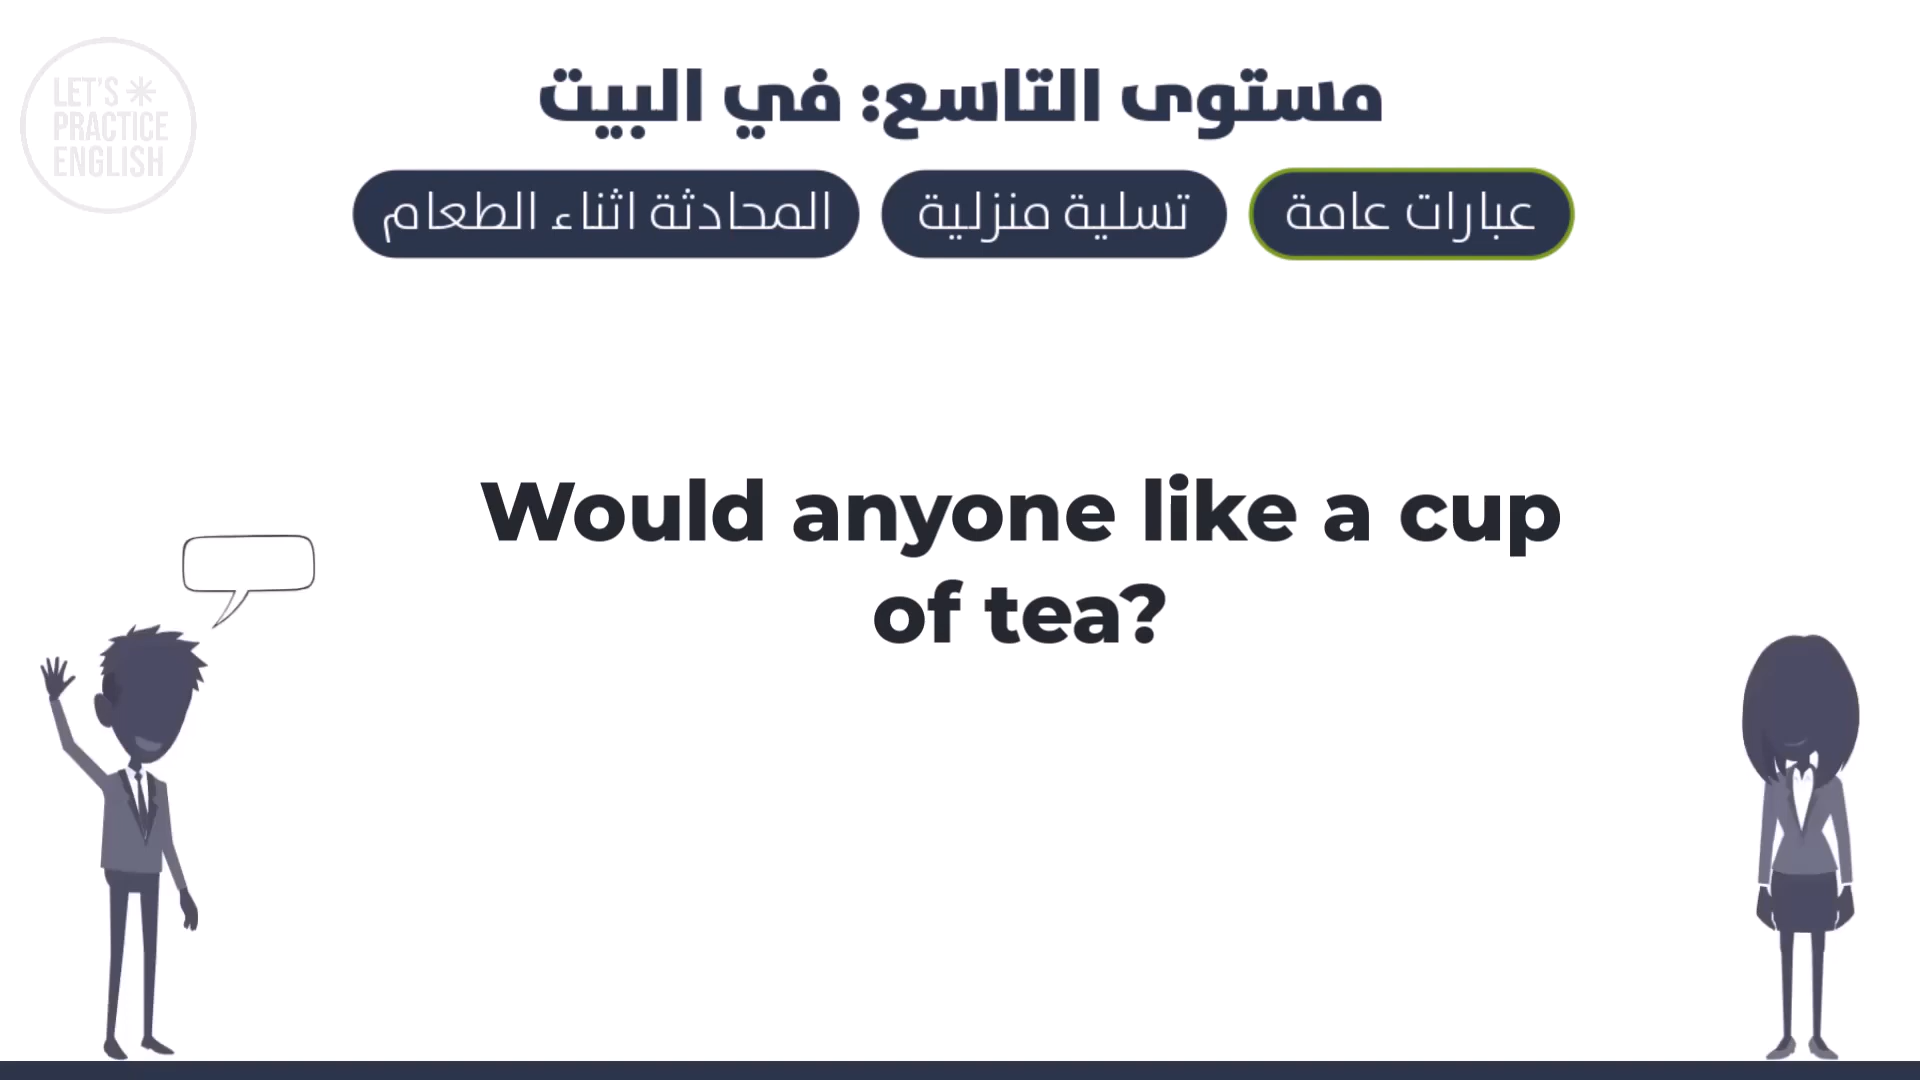 LET'S
PRACTICE
ENGLISH
مستوى التاسع: في البيت
عبارات عامة
تسلية منزلية
المحادثة اثناء الطعام
Would anyone like a cup
of tea?